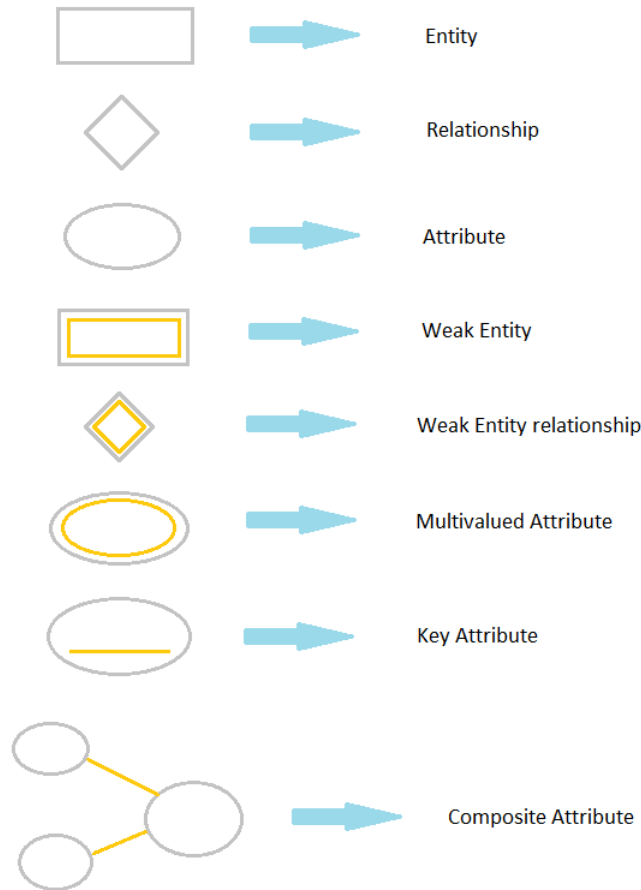 Entity
Relationship
Attribute
Weak Entity
Weak Entity relationship
Multivalued Attribute
Key Attribute
Composite Attribute